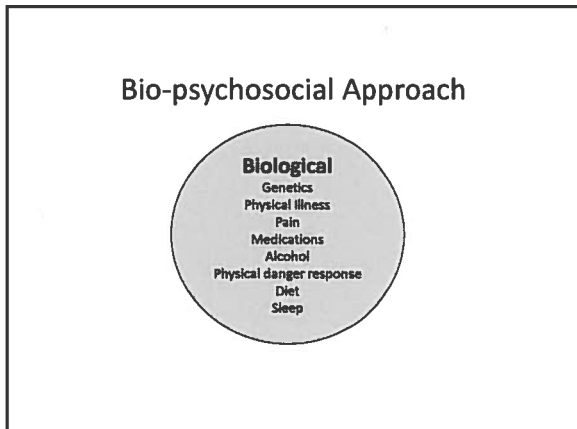 Bio-psychosocial Approach
Biological
Genetics
Physical Illness
Pain
Medications
Alcohol
Physical danger response
Diet
Sleep